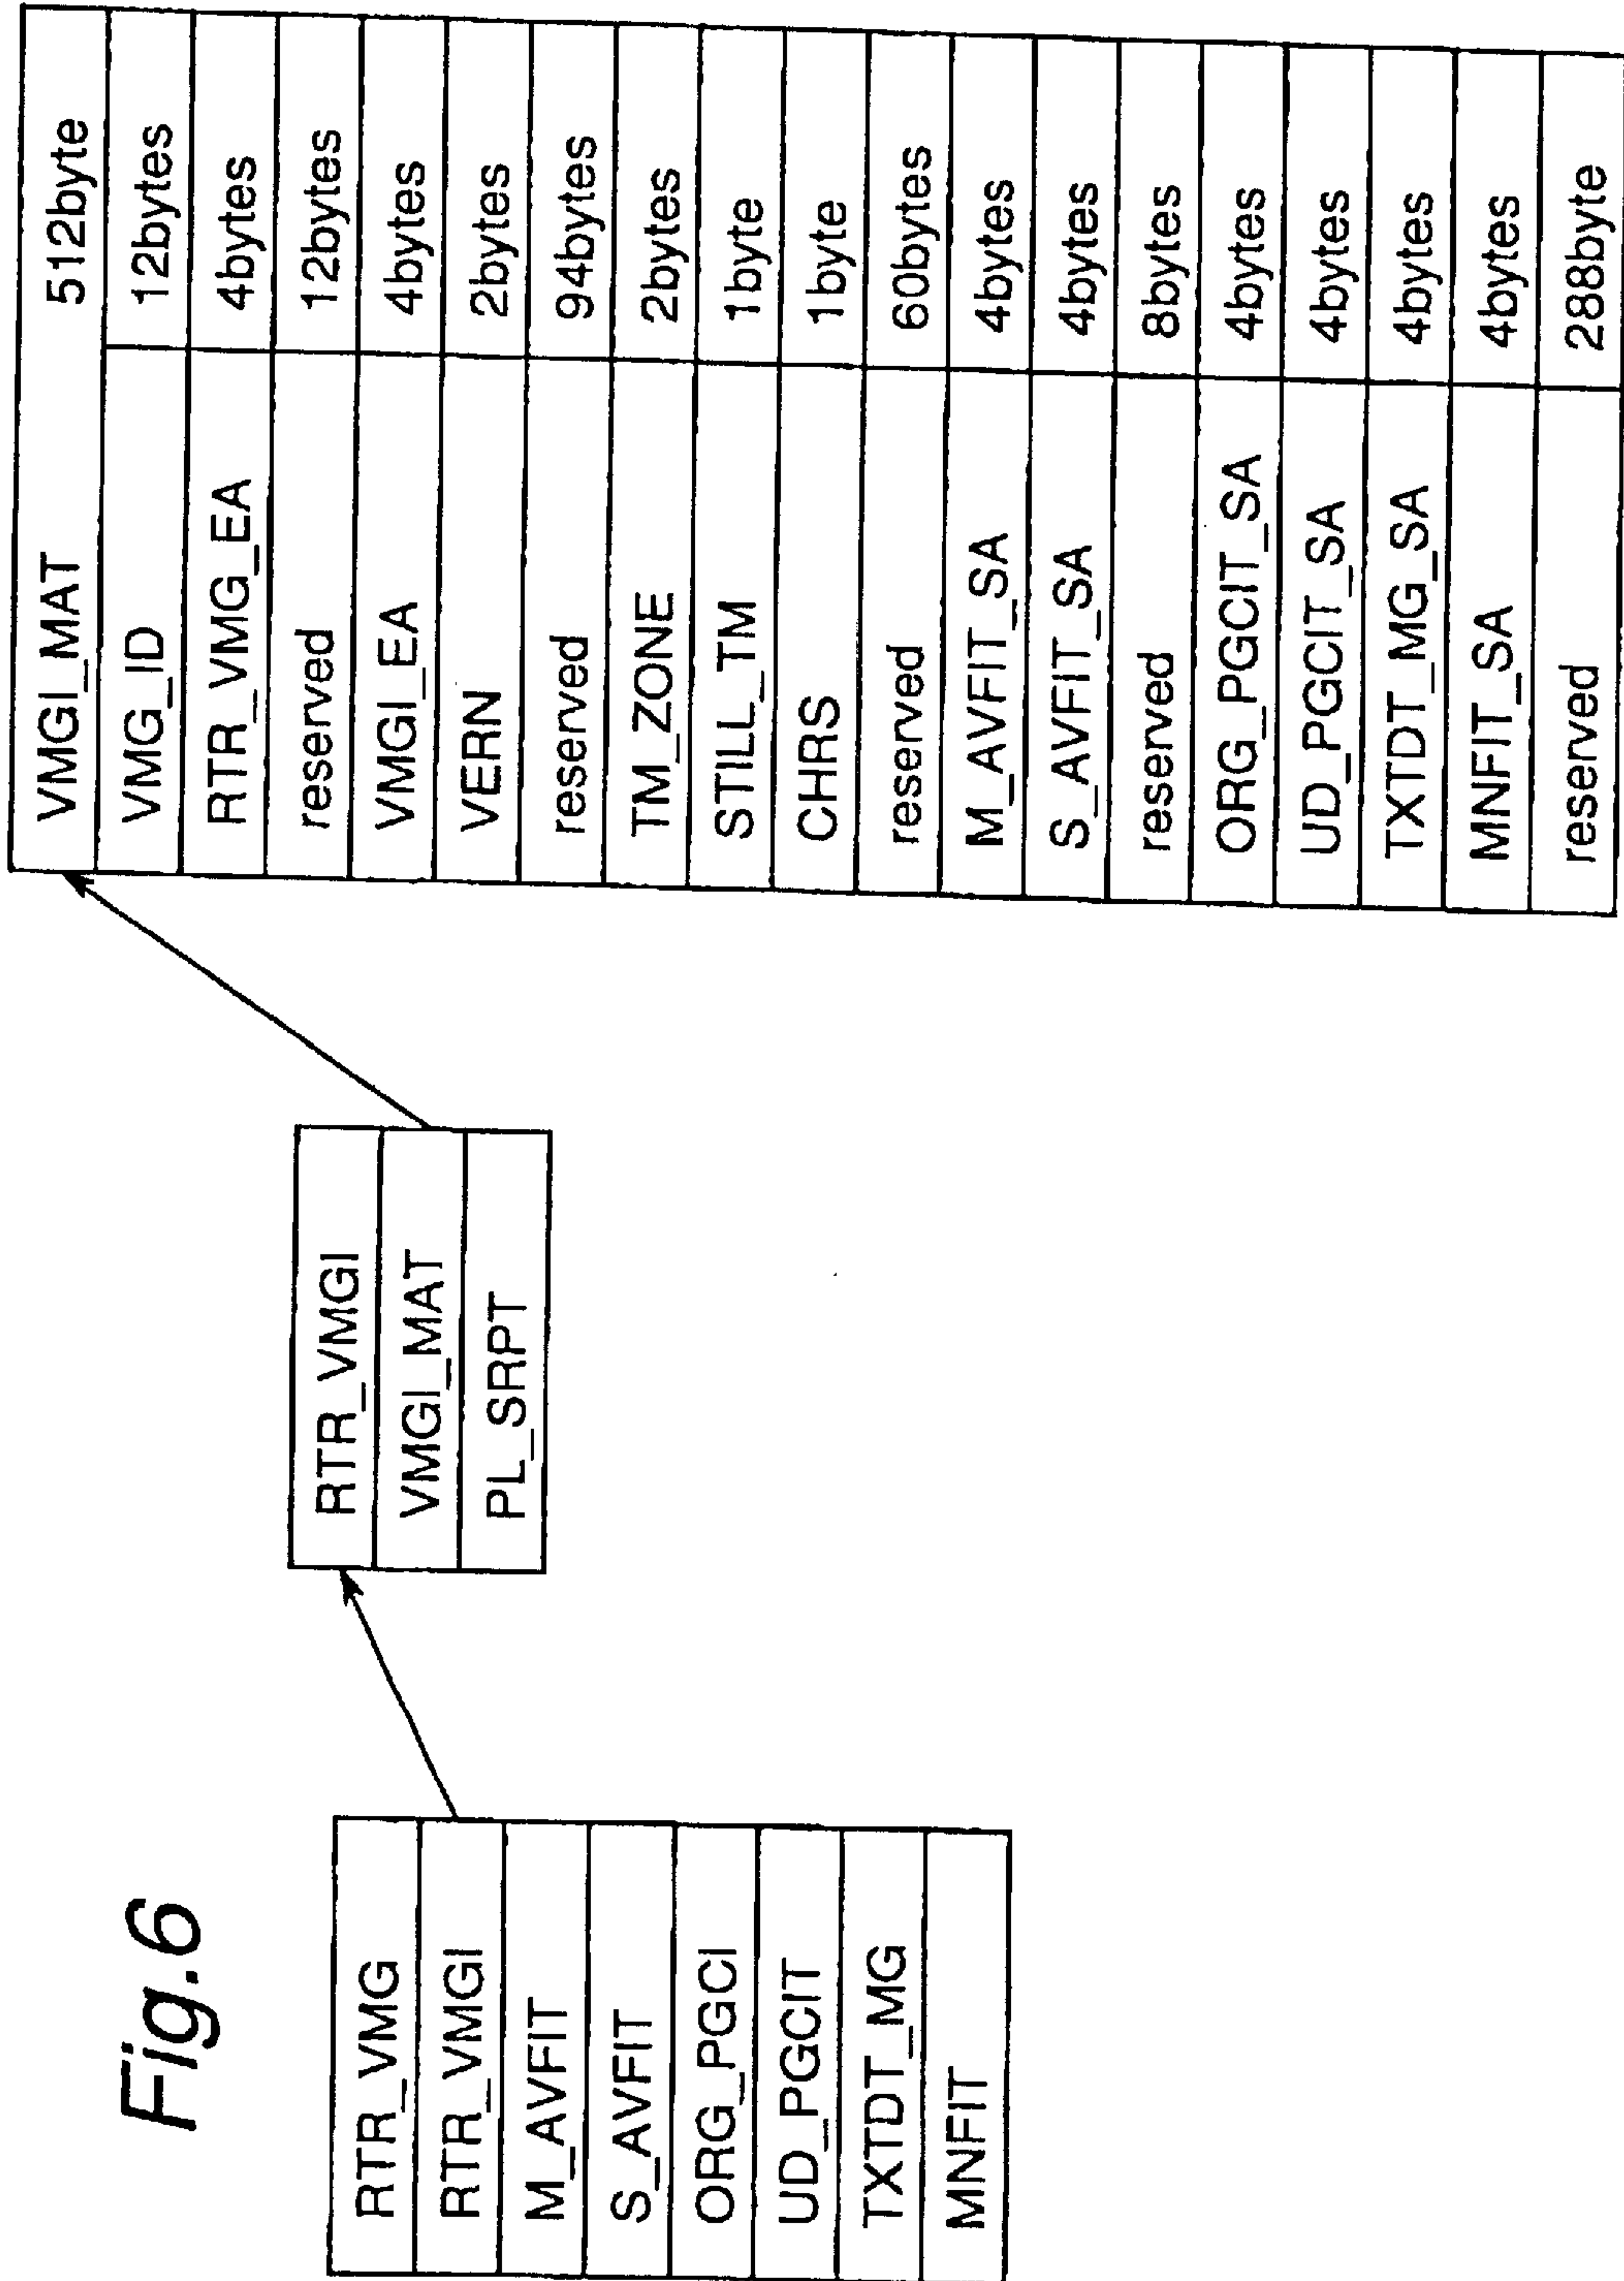 Fig.6
RTR_VMG
RTR_VMGI
M_AVFIT
S_AVFIT
ORG_PGCI
UD_PGCIT
TXTDT_MG
MNFIT
RTR_VMGI
VMGI_MAT
PL_SRPT
VMGI_MAT 512byte
VMG_ID 12bytes
RTR_VMG_EA 4bytes
reserved 12bytes
VMGI_EA 4bytes
VERN 2bytes
reserved 94bytes
TM_ZONE 2bytes
STILL_TM 1byte
CHRS 1byte
reserved 60bytes
M_AVFIT_SA 4bytes
S_AVFIT_SA 4bytes
reserved 8bytes
ORG_PGCIT_SA 4bytes
UD_PGCIT_SA 4bytes
TXTDT_MG_SA 4bytes
MNFIT_SA 4bytes
reserved 288byte